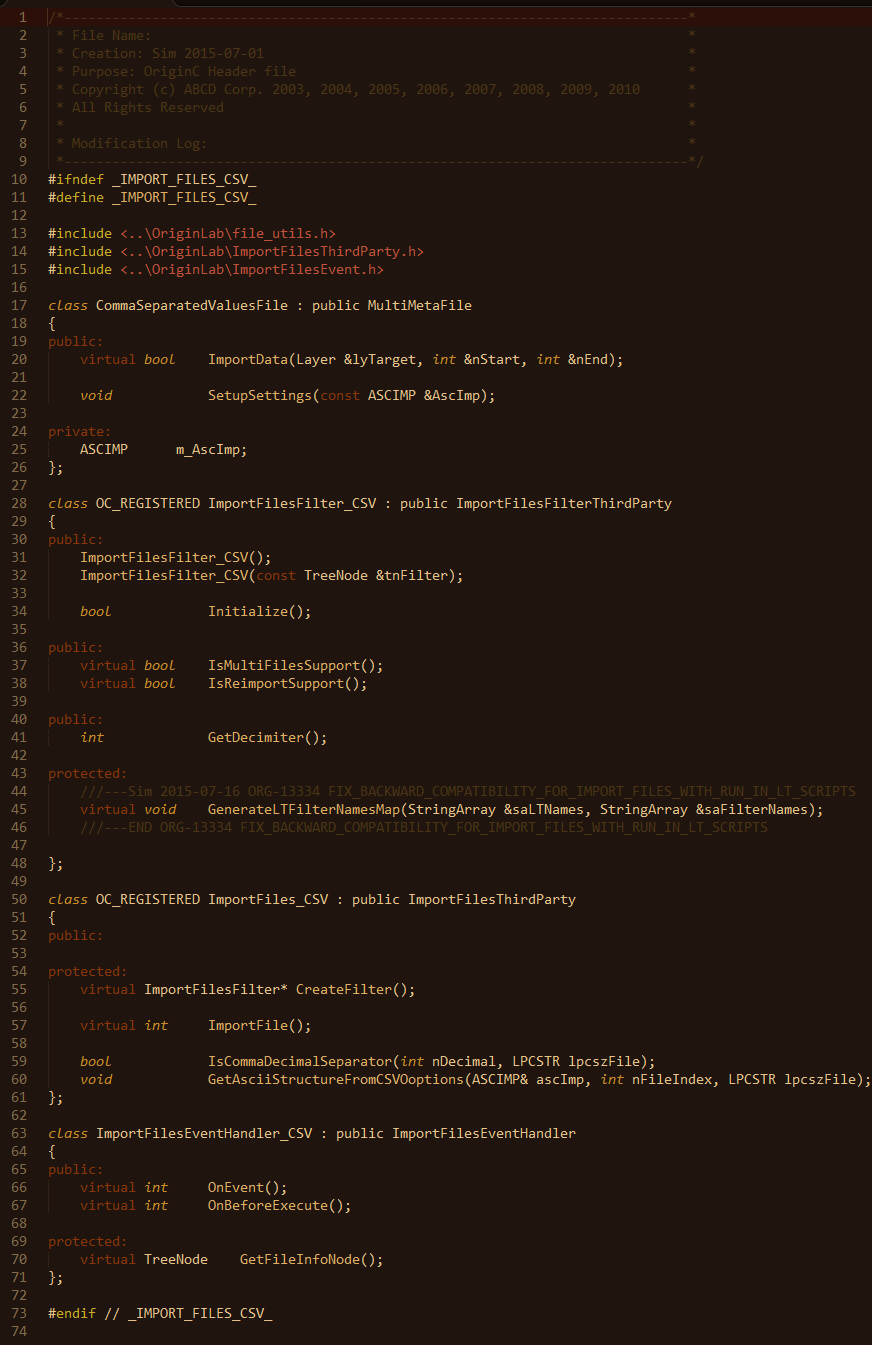 1 /*------------------------------------------------------------------------------*
2 * File Name: *
3 * Creation: Sim 2015-07-01 *
4 * Purpose: OriginC Header file *
5 * Copyright (c) ABCD Corp. 2003, 2004, 2005, 2006, 2007, 2008, 2009, 2010 *
6 * All Rights Reserved *
7 * *
8 * Modification Log: *
9 *------------------------------------------------------------------------------*/
10 #ifndef _IMPORT_FILES_CSV_
11 #define _IMPORT_FILES_CSV_
12
13 #include <..\OriginLab\file_utils.h>
14 #include <..\OriginLab\ImportFilesThirdParty.h>
15 #include <..\OriginLab\ImportFilesEvent.h>
16
17 class CommaSeparatedValuesFile : public MultiMetaFile
18 {
19 public:
20 virtual bool ImportData(Layer &lyTarget, int &nStart, int &nEnd);
21
22 void SetupSettings(const ASCIMP &AscImp);
23
24 private:
25 ASCIMP m_AscImp;
26 };
27
28 class OC_REGISTERED ImportFilesFilter_CSV : public ImportFilesFilterThirdParty
29 {
30 public:
31 ImportFilesFilter_CSV();
32 ImportFilesFilter_CSV(const TreeNode &tnFilter);
33
34 bool Initialize();
35
36 public:
37 virtual bool IsMultiFilesSupport();
38 virtual bool IsReimportSupport();
39
40 public:
41 int GetDecimiter();
42
43 protected:
44 ///---Sim 2015-07-16 ORG-13334 FIX_BACKWARD_COMPATIBILITY_FOR_IMPORT_FILES_WITH_RUN_IN_LT_SCRIPTS
45 virtual void GenerateLTFilterNamesMap(StringArray &saLTNames, StringArray &saFilterNames);
46 ///---END ORG-13334 FIX_BACKWARD_COMPATIBILITY_FOR_IMPORT_FILES_WITH_RUN_IN_LT_SCRIPTS
47
48 };
49
50 class OC_REGISTERED ImportFiles_CSV : public ImportFilesThirdParty
51 {
52 public:
53
54 protected:
55 virtual ImportFilesFilter* CreateFilter();
56
57 virtual int ImportFile();
58
59 bool IsCommaDecimalSeparator(int nDecimal, LPCSTR lpcszFile);
60 void GetAsciiStructureFromCSVOoptions(ASCIMP& ascImp, int nFileIndex, LPCSTR lpcszFile);
61 };
62
63 class ImportFilesEventHandler_CSV : public ImportFilesEventHandler
64 {
65 public:
66 virtual int OnEvent();
67 virtual int OnBeforeExecute();
68
69 protected:
70 virtual TreeNode GetFileInfoNode();
71 };
72
73 #endif // _IMPORT_FILES_CSV_
74